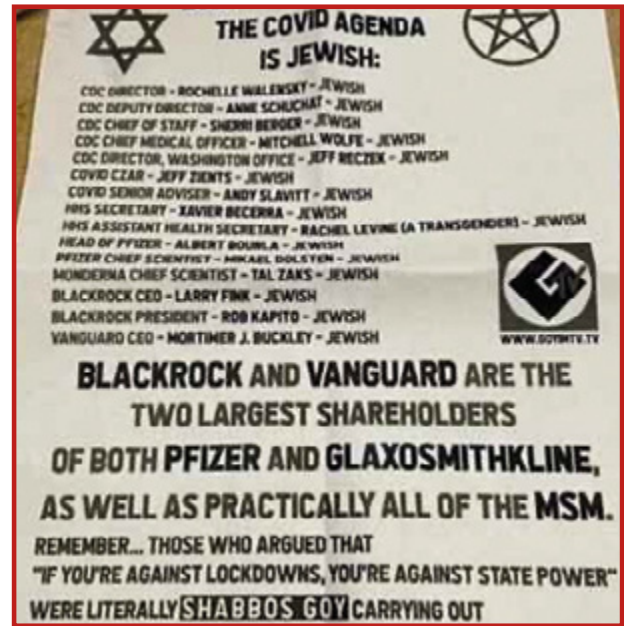 THE COVID AGENDA
IS JEWISH:
CDC DIRECTOR - ROCHELLE WALENSKY - JEWISH
CDC DEPUTY DIRECTOR - ANNE SCHUCHAT - JEWISH
CDC CHIEF OF STAFF - SHERRI BERGER - JEWISH
CDC CHIEF MEDICAL OFFICER - MITCHELL WOLFE - JEWISH
CDC DIRECTOR, WASHINGTON OFFICE - JEFF RECZEK - JEWISH
COVID CZAR - JEFF ZIENTS - JEWISH
COVID SENIOR ADVISER - ANDY SLAVITT - JEWISH
HHS SECRETARY - XAVIER BECERRA - JEWISH
HHS ASSISTANT HEALTH SECRETARY - RACHEL LEVINE (A TRANSGENDER) - JEWISH
HEAD OF PFIZER - ALBERT BOURLA - JEWISH
PFIZER CHIEF SCIENTIST - MIKAEL DOLSTEN - JEWISH
MONDERNA CHIEF SCIENTIST - TAL ZAKS - JEWISH
BLACKROCK CEO - LARRY FINK - JEWISH
BLACKROCK PRESIDENT - ROB KAPITO - JEWISH
VANGUARD CEO - MORTIMER J. BUCKLEY - JEWISH
GTV
WWW.GOYIMTV.TV
BLACKROCK AND VANGUARD ARE THE
TWO LARGEST SHAREHOLDERS
OF BOTH PFIZER AND GLAXOSMITHKLINE,
AS WELL AS PRACTICALLY ALL OF THE MSM.
REMEMBER... THOSE WHO ARGUED THAT
"IF YOU'RE AGAINST LOCKDOWNS, YOU'RE AGAINST STATE POWER"
WERE LITERALLY SHABBOS GOY CARRYING OUT